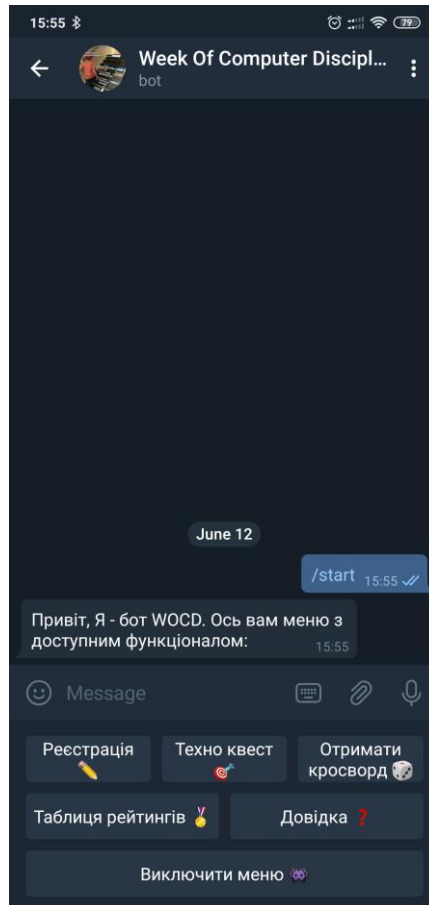 15:55
79
Week Of Computer Discipl...
bot
June 12
/start 15:55
Привіт, Я - бот WOCD. Ось вам меню з
доступним функціоналом: 15:55
Message
Реєстрація
Техно квест
Отримати
кросворд
Таблиця рейтингів
Довідка ❓
Виключити меню